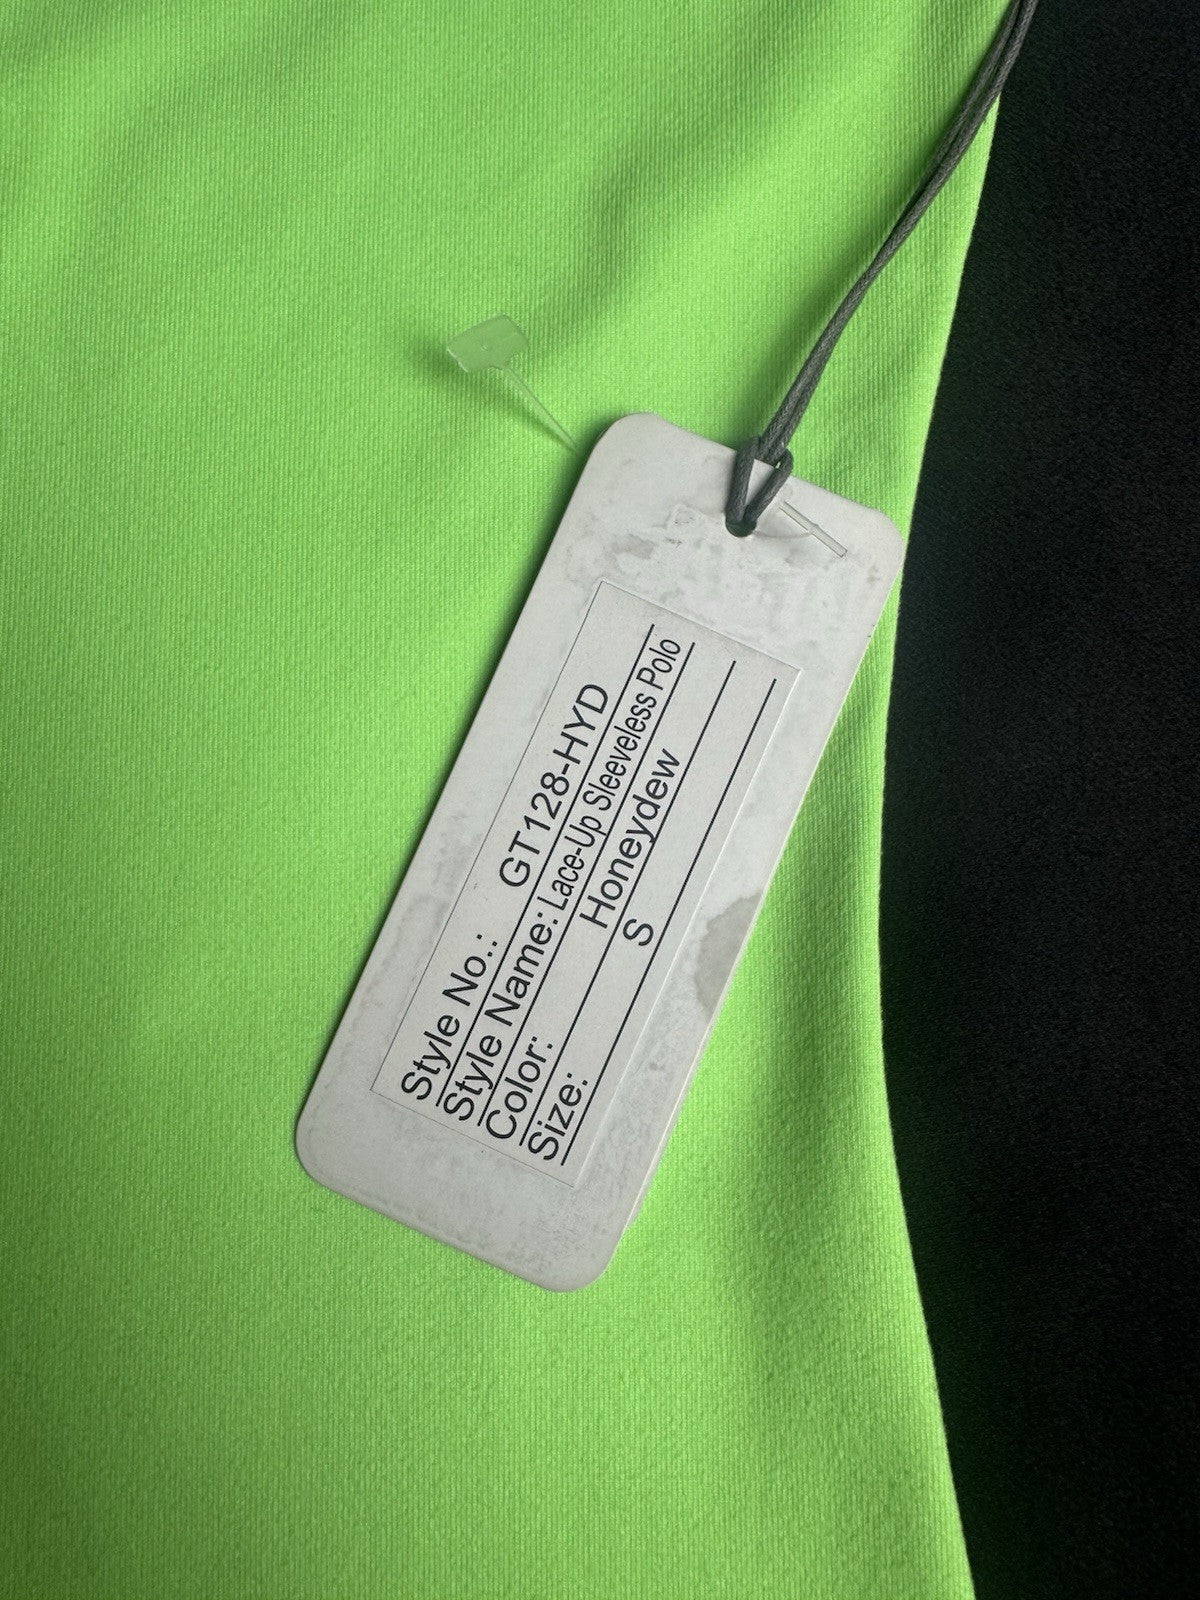 Style No.: GT128-HYD
Style Name: Lace-Up Sleeveless Polo
Color: Honeydew
Size: S